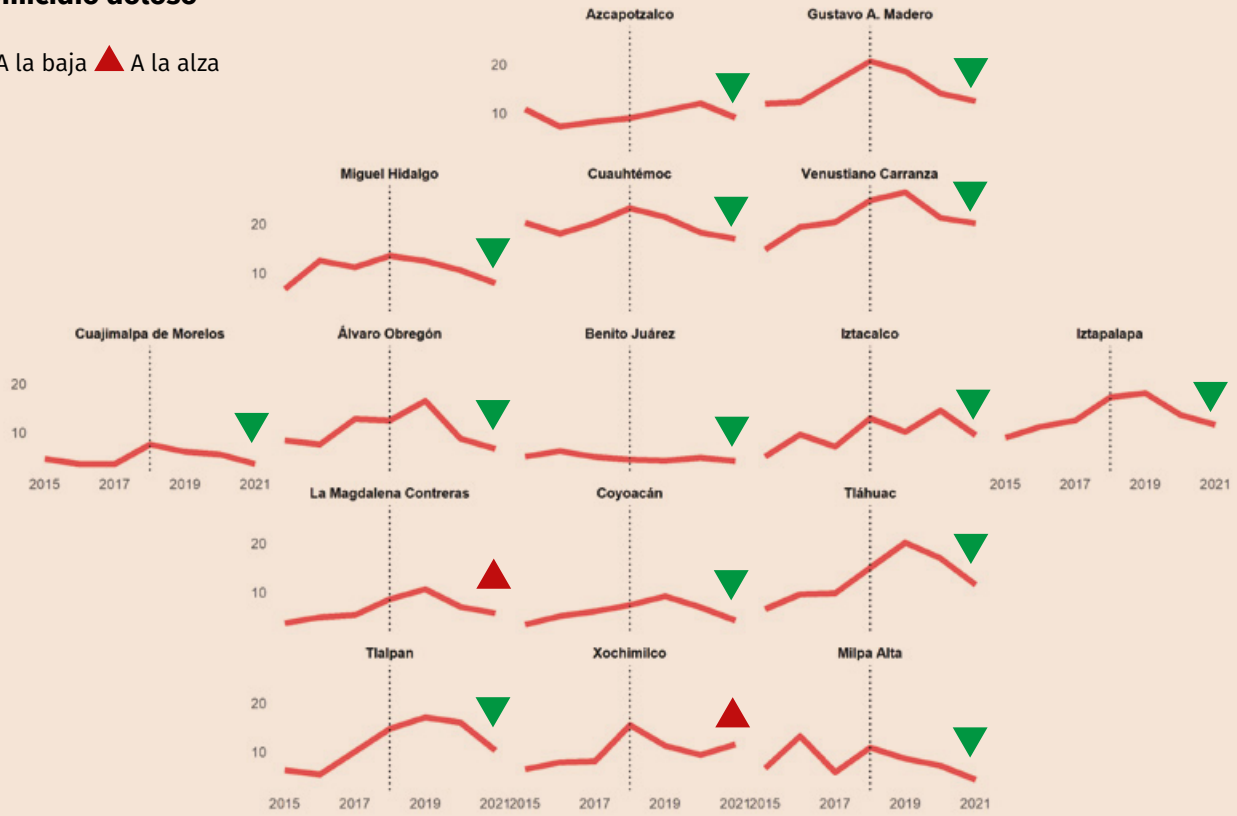 doloso
A la baja A la alza
Azcapotzalco
Gustavo A. Madero
20
10
Miguel Hidalgo
Cuauhtémoc
Venustiano Carranza
20
10
Cuajimalpa de Morelos
Álvaro Obregón
Benito Juárez
Iztacalco
Iztapalapa
20
10
2015 2017 2019 2021
2015 2017 2019 2021
La Magdalena Contreras
Coyoacán
Tláhuac
20
10
Tlalpan
Xochimilco
Milpa Alta
20
10
2015 2017 2019 2021
2015 2017 2019 2021
2015 2017 2019 2021